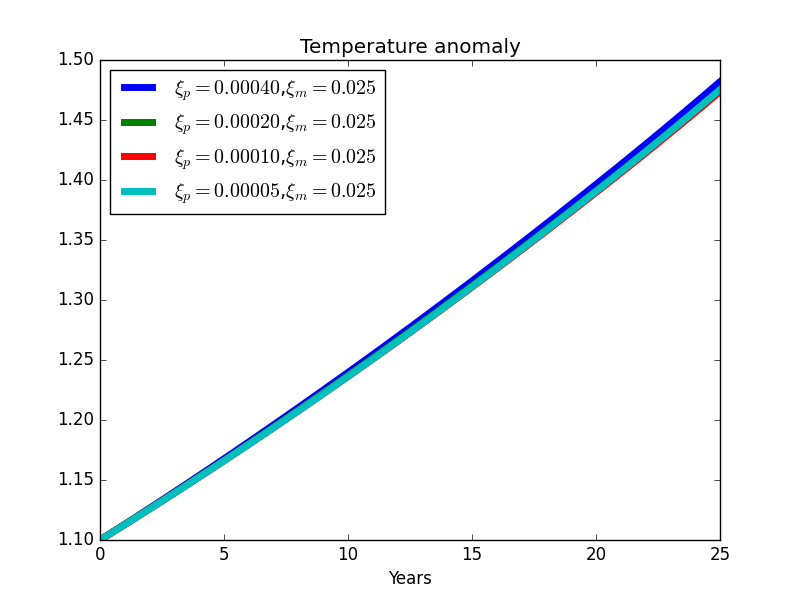 Temperature anomaly
1.50
1.45
1.40
1.35
1.30
1.25
1.20
1.15
1.10
ξp = 0.00040,ξm = 0.025
ξp = 0.00020,ξm = 0.025
ξp = 0.00010,ξm = 0.025
ξp = 0.00005,ξm = 0.025
0 5 10 15 20 25
Years